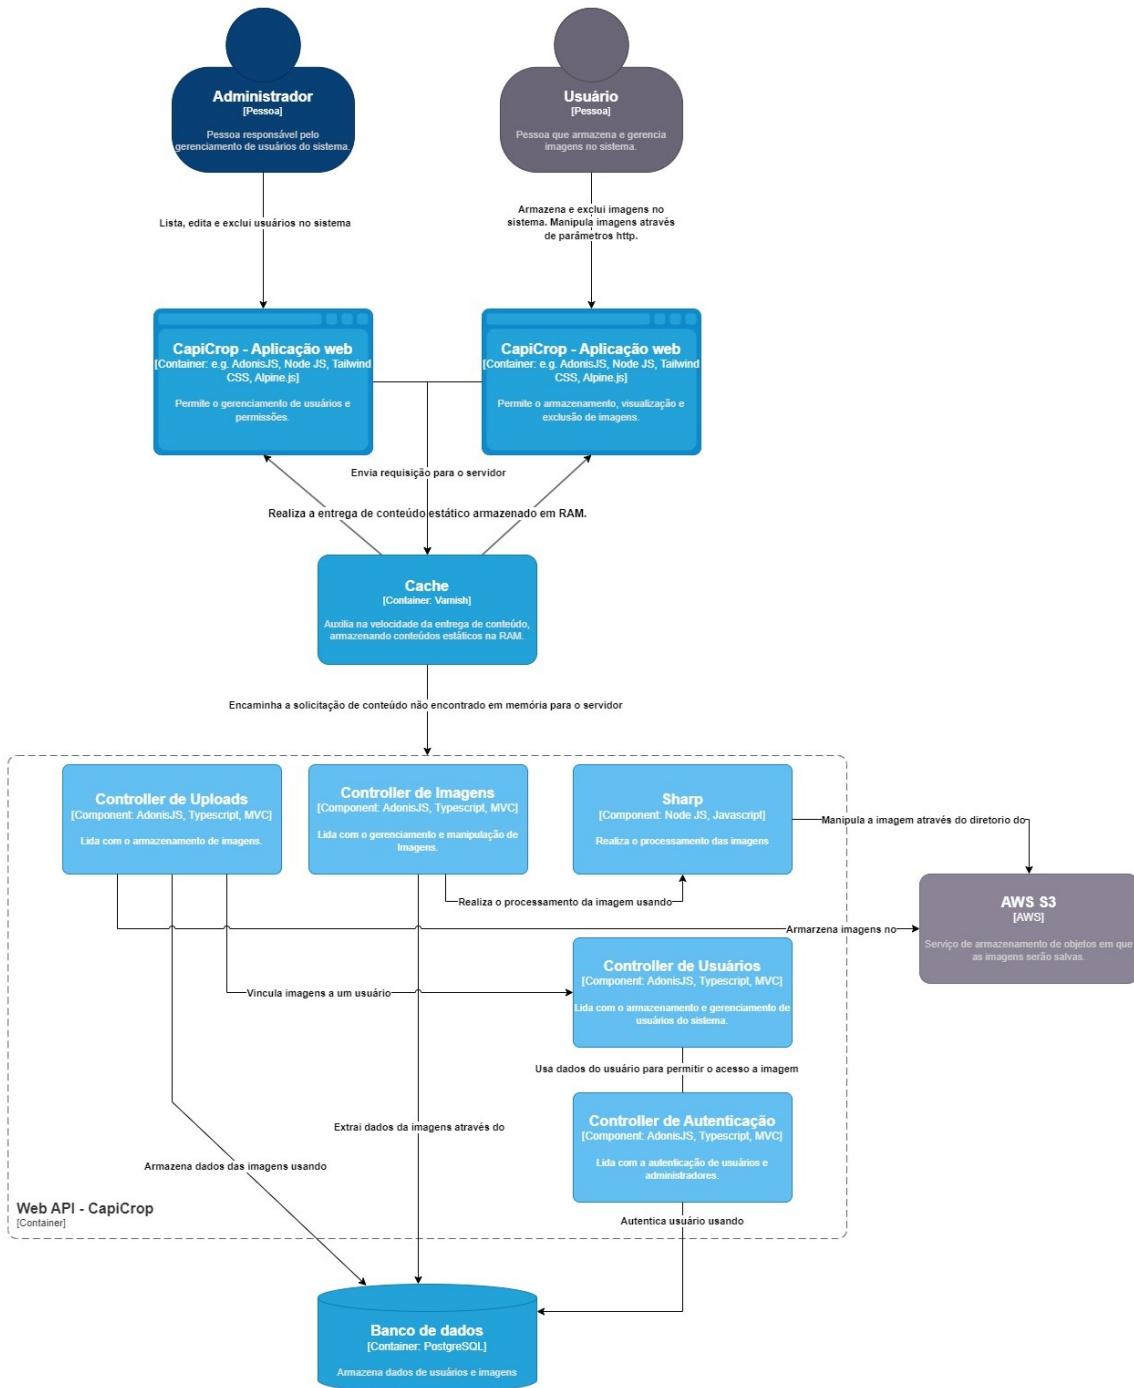 Administrador
[Pessoa]
Pessoa responsável pelo
gerenciamento de usuários do sistema.
Usuário
[Pessoa]
Pessoa que armazena e gerencia
imagens no sistema.
Lista, edita e exclui usuários no sistema
Armazena e exclui imagens no
sistema. Manipula imagens através
de parâmetros http.
CapiCrop - Aplicação web
[Container: e.g. AdonisJS, Node JS, Tailwind
CSS, Alpine.js]
Permite o gerenciamento de usuários e
permissões.
CapiCrop - Aplicação web
[Container: e.g. AdonisJS, Node JS, Tailwind
CSS, Alpine.js]
Permite o armazenamento, visualização e
exclusão de imagens.
Envia requisição para o servidor
Realiza a entrega de conteúdo estático armazenado em RAM.
Cache
[Container: Varnish]
Auxilia na velocidade da entrega de conteúdo,
armazenando conteúdos estáticos na RAM.
Encaminha a solicitação de conteúdo não encontrado em memória para o servidor
Controller de Uploads
[Component: AdonisJS, Typescript, MVC]
Lida com o armazenamento de imagens.
Controller de Imagens
[Component: AdonisJS, Typescript, MVC]
Lida com o gerenciamento e manipulação de
Imagens.
Sharp
[Component: Node JS, Javascript]
Realiza o processamento das imagens
Manipula a imagem através do diretorio do
Realiza o processamento da imagem usando
AWS S3
[AWS]
Serviço de armazenamento de objetos em que
as imagens serão salvas.
Armarzena imagens no
Controller de Usuários
[Component: AdonisJS, Typescript, MVC]
Lida com o armazenamento e gerenciamento de
usuários do sistema.
Vincula imagens a um usuário
Usa dados do usuário para permitir o acesso a imagem
Controller de Autenticação
[Component: AdonisJS, Typescript, MVC]
Lida com a autenticação de usuários e
administradores.
Extrai dados da imagens através do
Armazena dados das imagens usando
Web API - CapiCrop
[Container]
Autentica usuário usando
Banco de dados
[Container: PostgreSQL]
Armazena dados de usuários e imagens